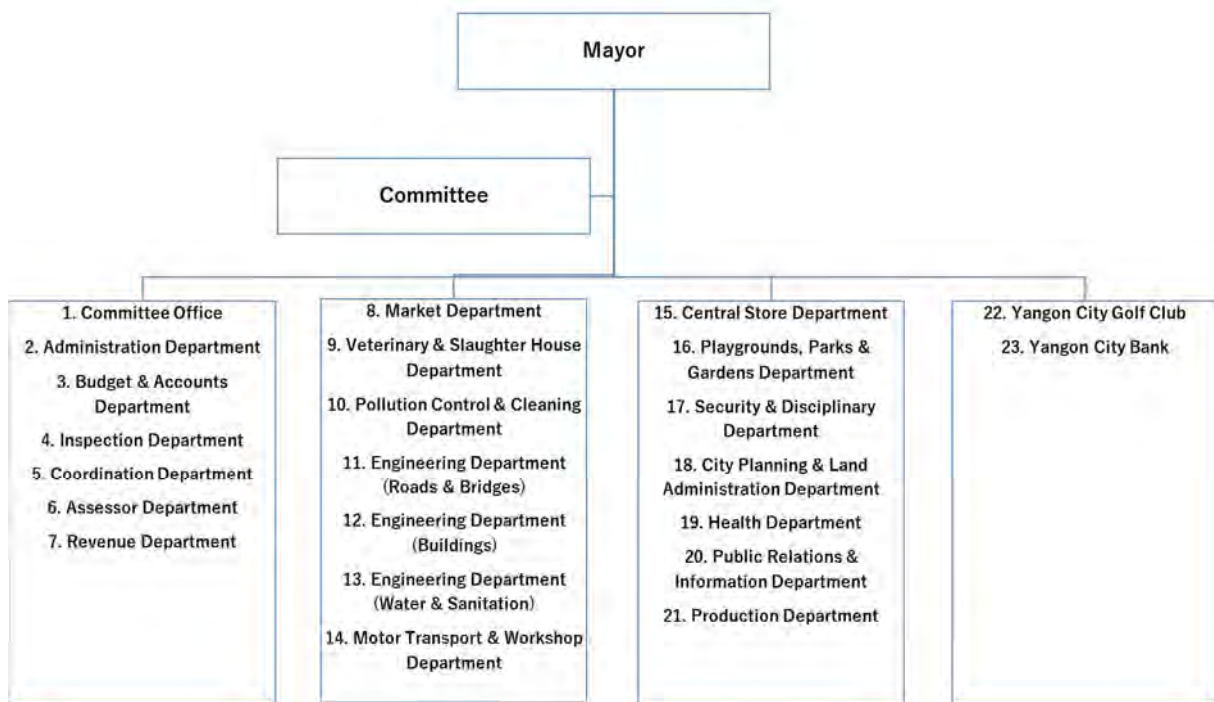 Mayor
Committee
1. Committee Office
2. Administration Department
3. Budget & Accounts
Department
4. Inspection Department
5. Coordination Department
6. Assessor Department
7. Revenue Department
8. Market Department
9. Veterinary & Slaughter House
Department
10. Pollution Control & Cleaning
Department
11. Engineering Department
(Roads & Bridges)
12. Engineering Department
(Buildings)
13. Engineering Department
(Water & Sanitation)
14. Motor Transport & Workshop
Department
15. Central Store Department
16. Playgrounds, Parks &
Gardens Department
17. Security & Disciplinary
Department
18. City Planning & Land
Administration Department
19. Health Department
20. Public Relations &
Information Department
21. Production Department
22. Yangon City Golf Club
23. Yangon City Bank